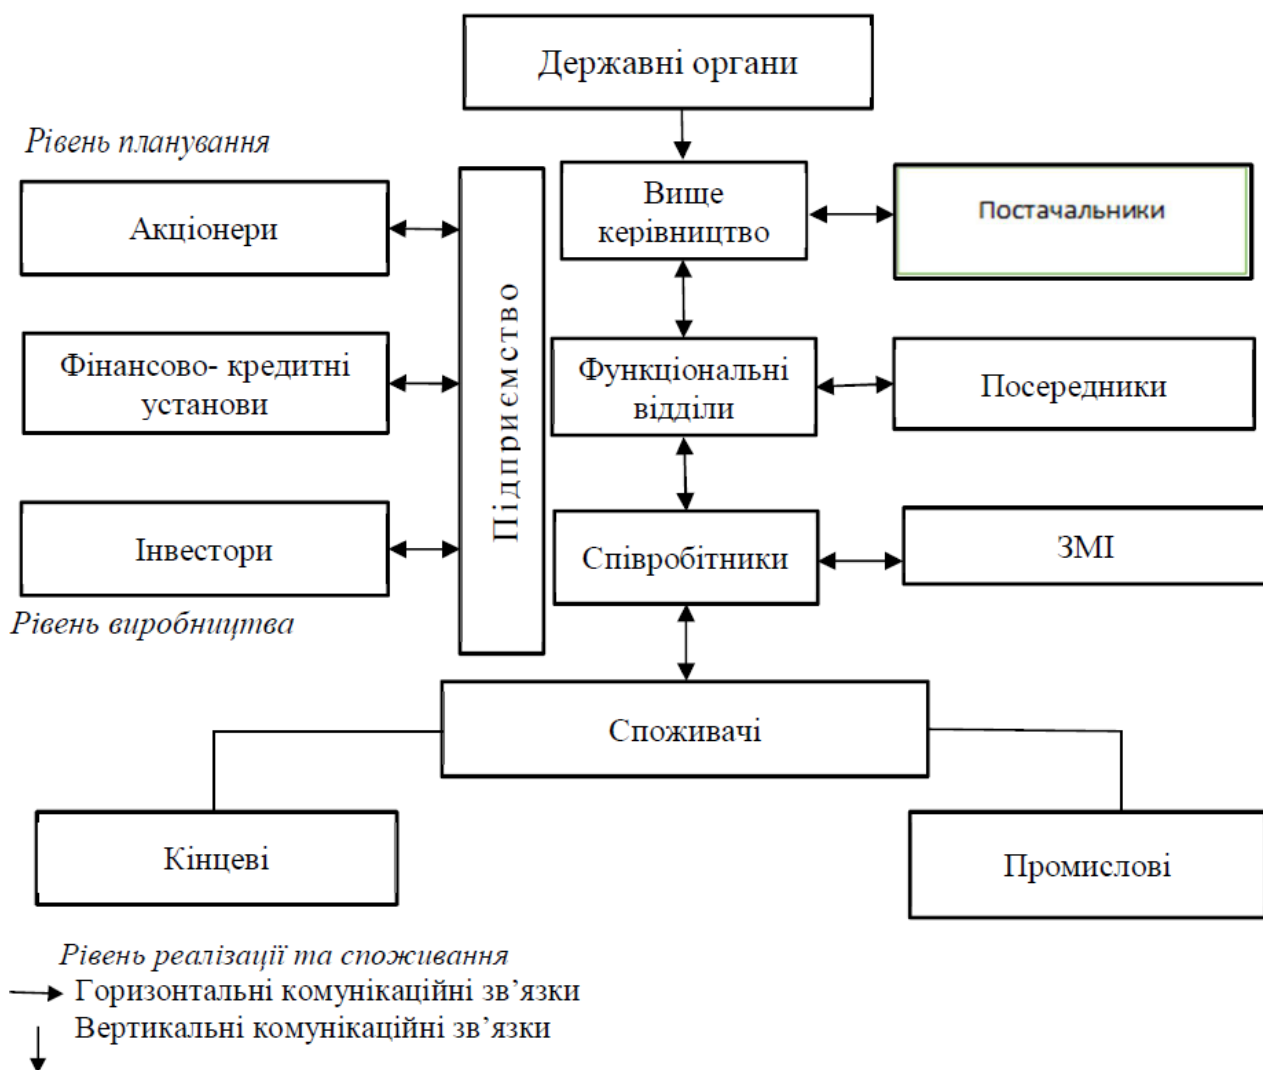 Державні органи
Рівень планування
Акціонери
Вище
керівництво
Постачальники
Підприємство
Фінансово- кредитні
установи
Функціональні
відділи
Посередники
Інвестори
Співробітники
ЗМІ
Рівень виробництва
Споживачі
Кінцеві
Промислові
Рівень реалізації та споживання
Горизонтальні комунікаційні зв’язки
Вертикальні комунікаційні зв’язки